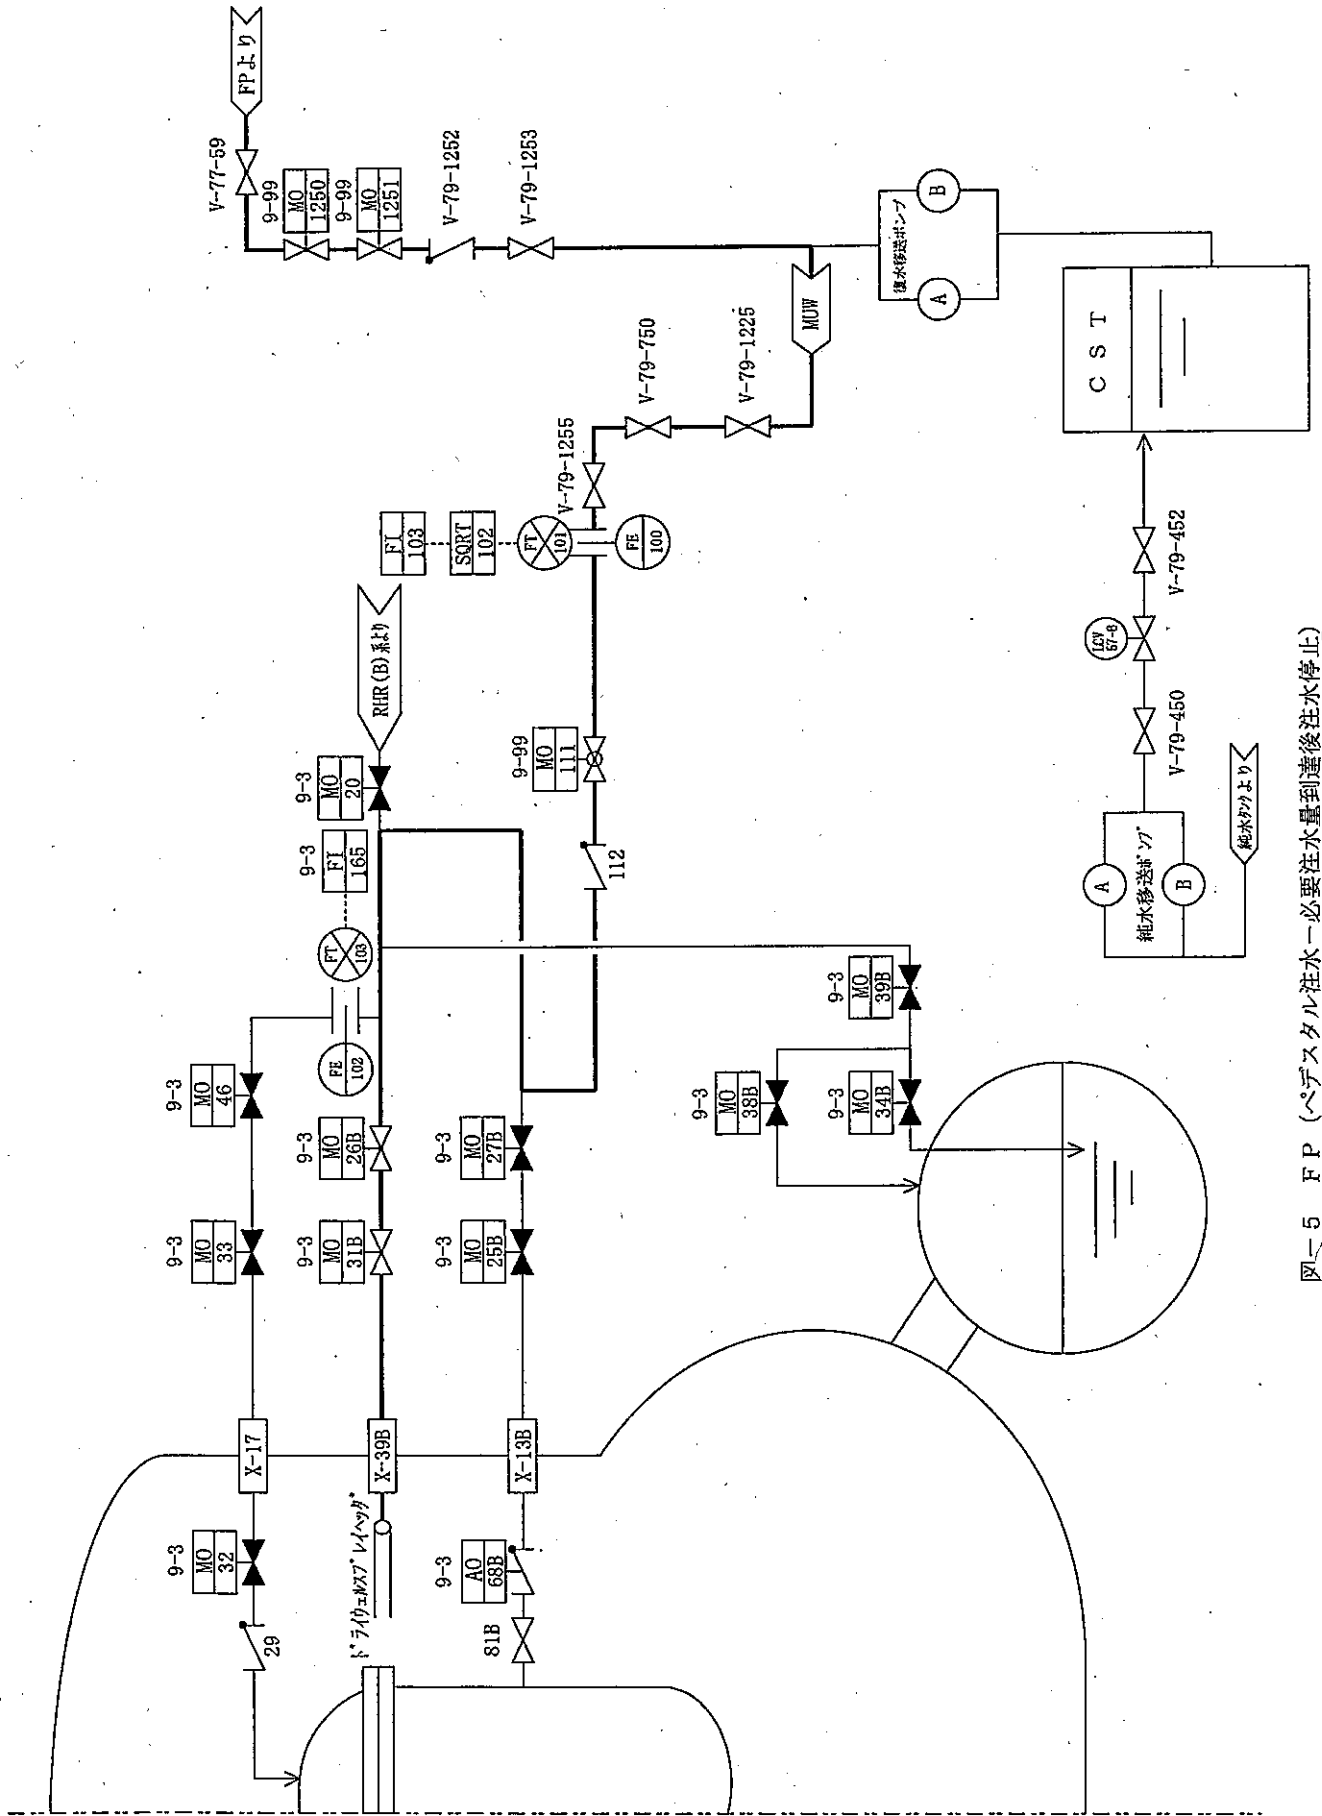 FPより
V-77-59
9-99
MO
1250
9-99
MO
1251
V-79-1252
V-79-1253
復水移送ポンプ
A
B
MUW
CST
V-79-750
V-79-1225
V-79-1255
FI
103
SQRT
102
FT
101
FE
100
RHR(B)系より
9-3
MO
20
9-3
FI
165
FT
103
FE
102
9-99
MO
111
112
9-3
MO
46
9-3
MO
33
9-3
MO
26B
9-3
MO
31B
9-3
MO
27B
9-3
MO
25B
9-3
MO
39B
9-3
MO
38B
9-3
MO
34B
X-17
X-39B
X-13B
9-3
MO
32
29
ドライウェルスプレイヘッダ
9-3
AO
68B
81B
V-79-452
LCV
57-8
V-79-450
純水移送ポンプ
A
B
純水タンクより
図-5 FP (ペデスタル注水-必要注水量到達後注水停止)